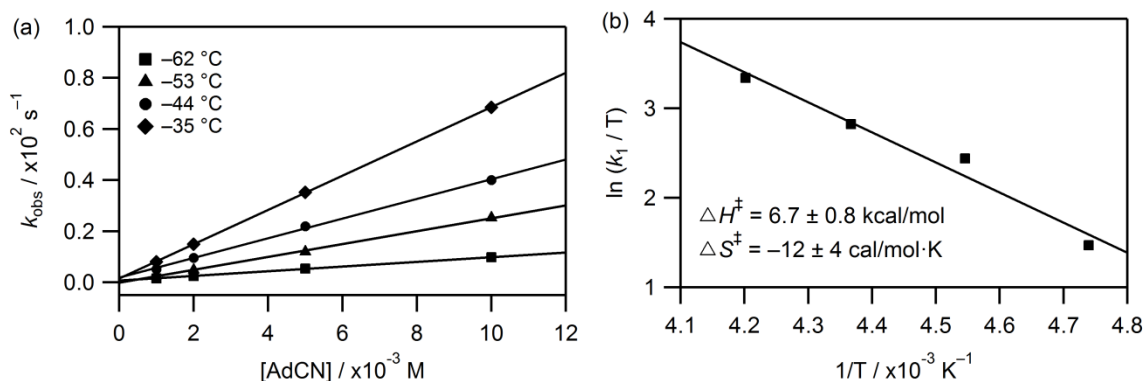 (a)
1.0
0.8
0.6
0.4
0.2
0.0
k_obs / x10² s⁻¹
–62 °C
–53 °C
–44 °C
–35 °C
0 2 4 6 8 10 12
[AdCN] / x10⁻³ M
(b)
4
3
2
1
ln (k₁ / T)
△H‡ = 6.7 ± 0.8 kcal/mol
△S‡ = –12 ± 4 cal/mol·K
4.1 4.2 4.3 4.4 4.5 4.6 4.7 4.8
1/T / x10⁻³ K⁻¹